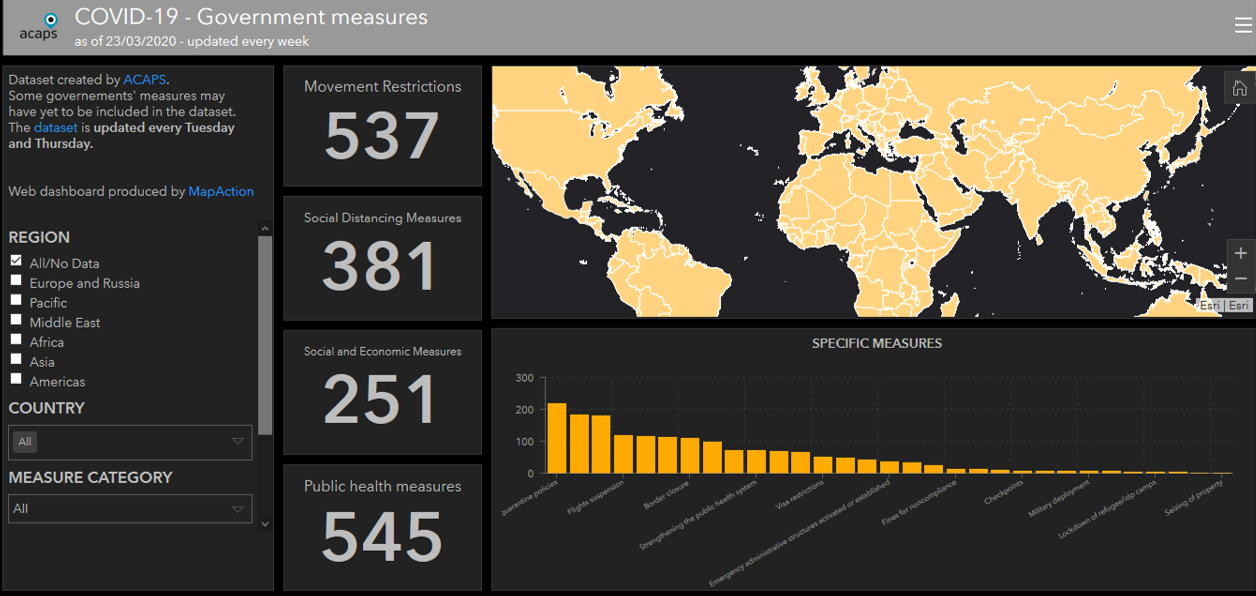 acaps
COVID-19 - Government measures
as of 23/03/2020 - updated every week
Dataset created by ACAPS.
Some governements' measures may
have yet to be included in the dataset.
The dataset is updated every Tuesday
and Thursday.
Web dashboard produced by MapAction
REGION
All/No Data
Europe and Russia
Pacific
Middle East
Africa
Asia
Americas
COUNTRY
All
MEASURE CATEGORY
All
Movement Restrictions
537
Social Distancing Measures
381
Social and Economic Measures
251
Public health measures
545
Esri | Esri
SPECIFIC MEASURES
300
200
100
0
quarantine policies
Flights suspension
Border closure
Strengthening the public health system
Visa restrictions
Emergency administrative structures activated or established
Fines for noncompliance
Checkpoints
Military deployment
Lockdown of refugee/idp camps
Seizing of property